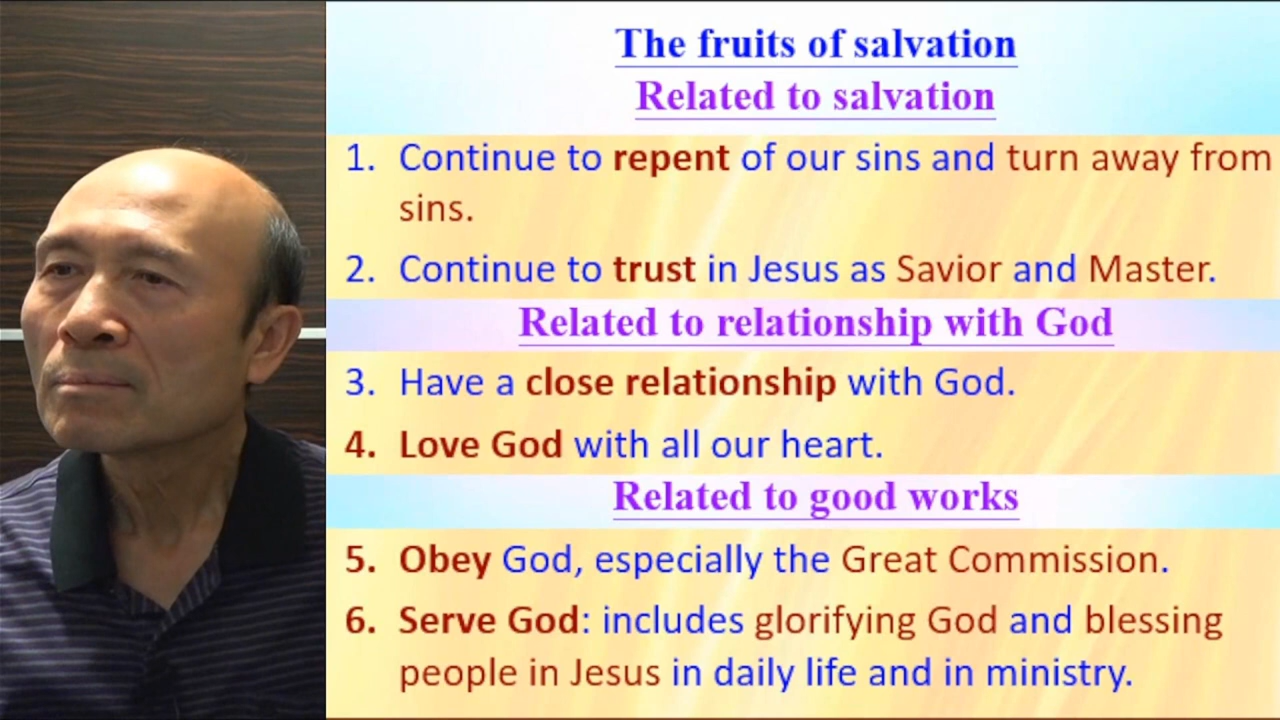 The fruits of salvation
Related to salvation
1. Continue to repent of our sins and turn away from
sins.
2. Continue to trust in Jesus as Savior and Master.
Related to relationship with God
3. Have a close relationship with God.
4. Love God with all our heart.
Related to good works
5. Obey God, especially the Great Commission.
6. Serve God: includes glorifying God and blessing
people in Jesus in daily life and in ministry.